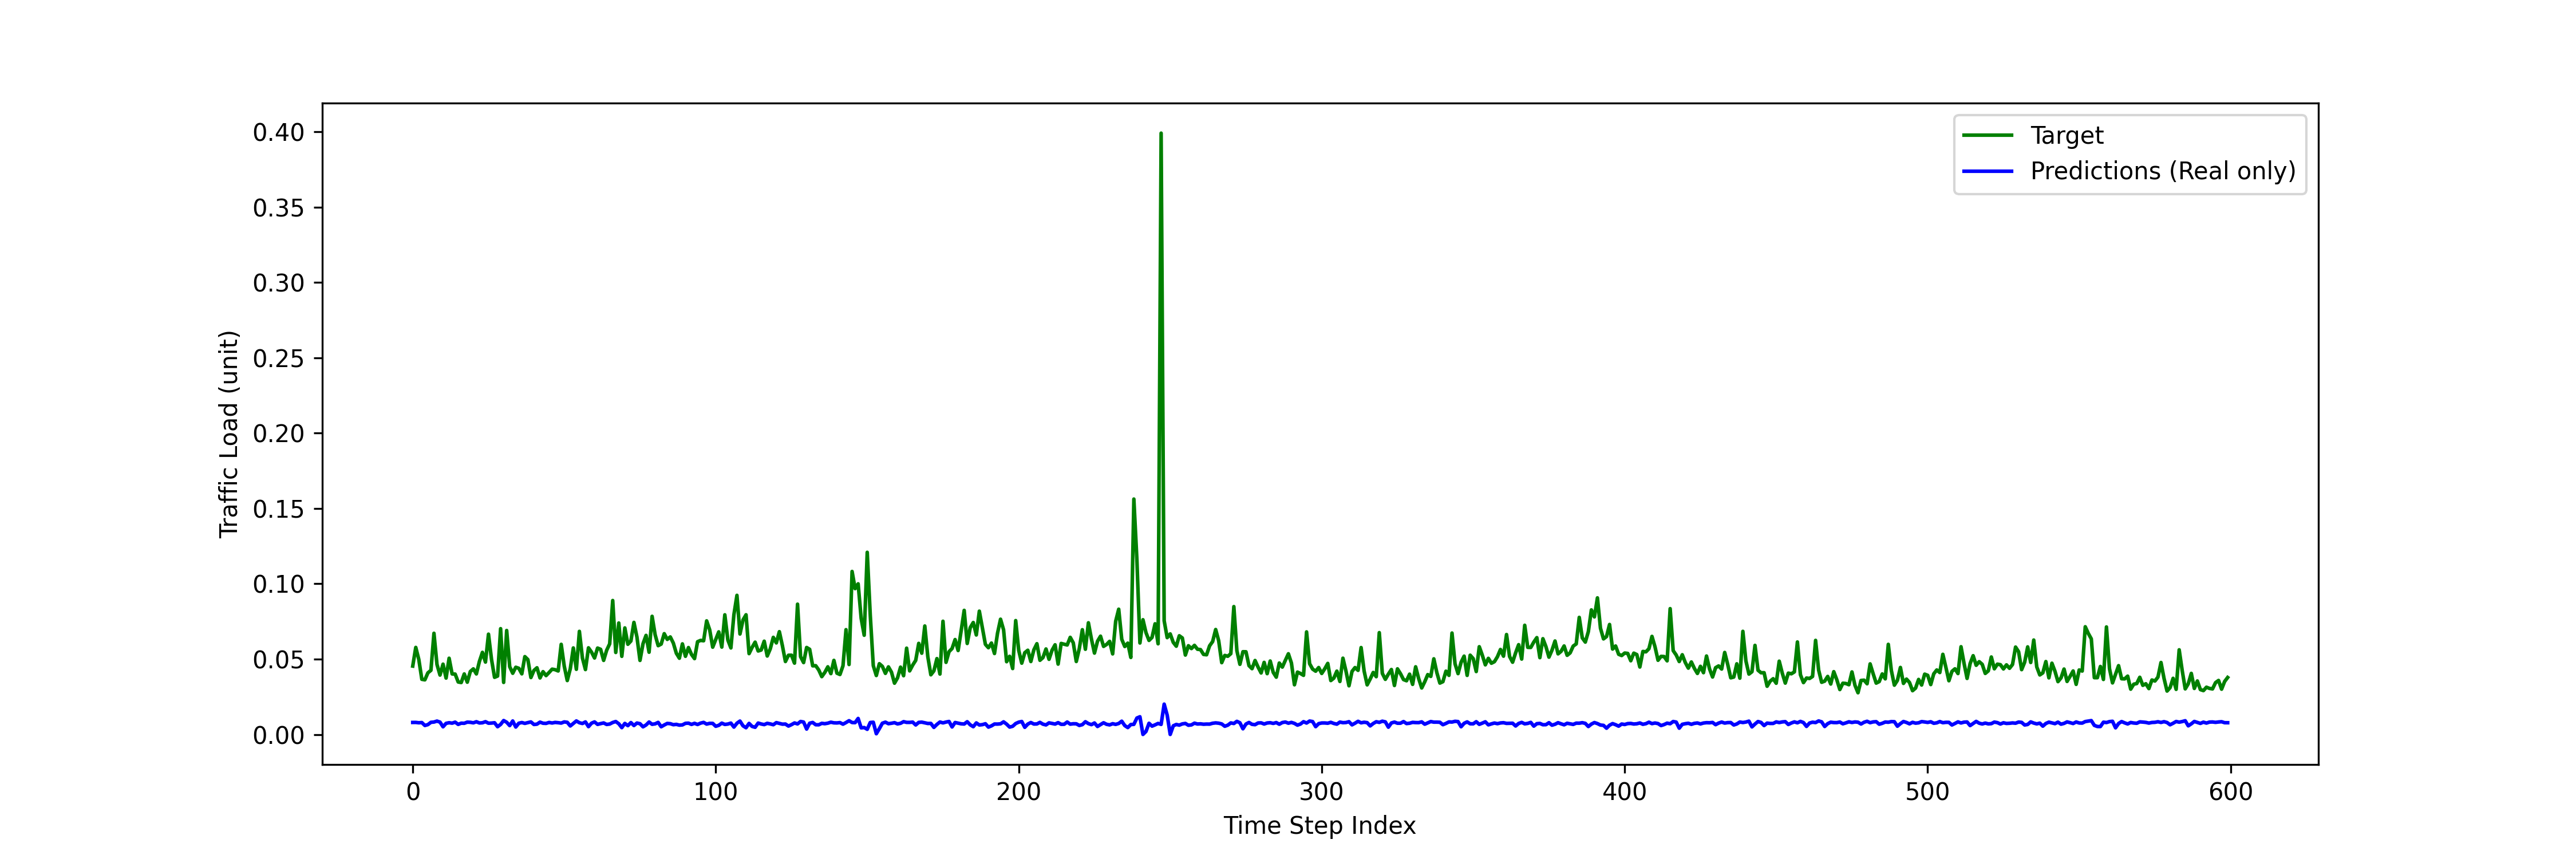 Target
Predictions (Real only)
0.40
0.35
0.30
0.25
0.20
0.15
0.10
0.05
0.00
Traffic Load (unit)
0 100 200 300 400 500 600
Time Step Index